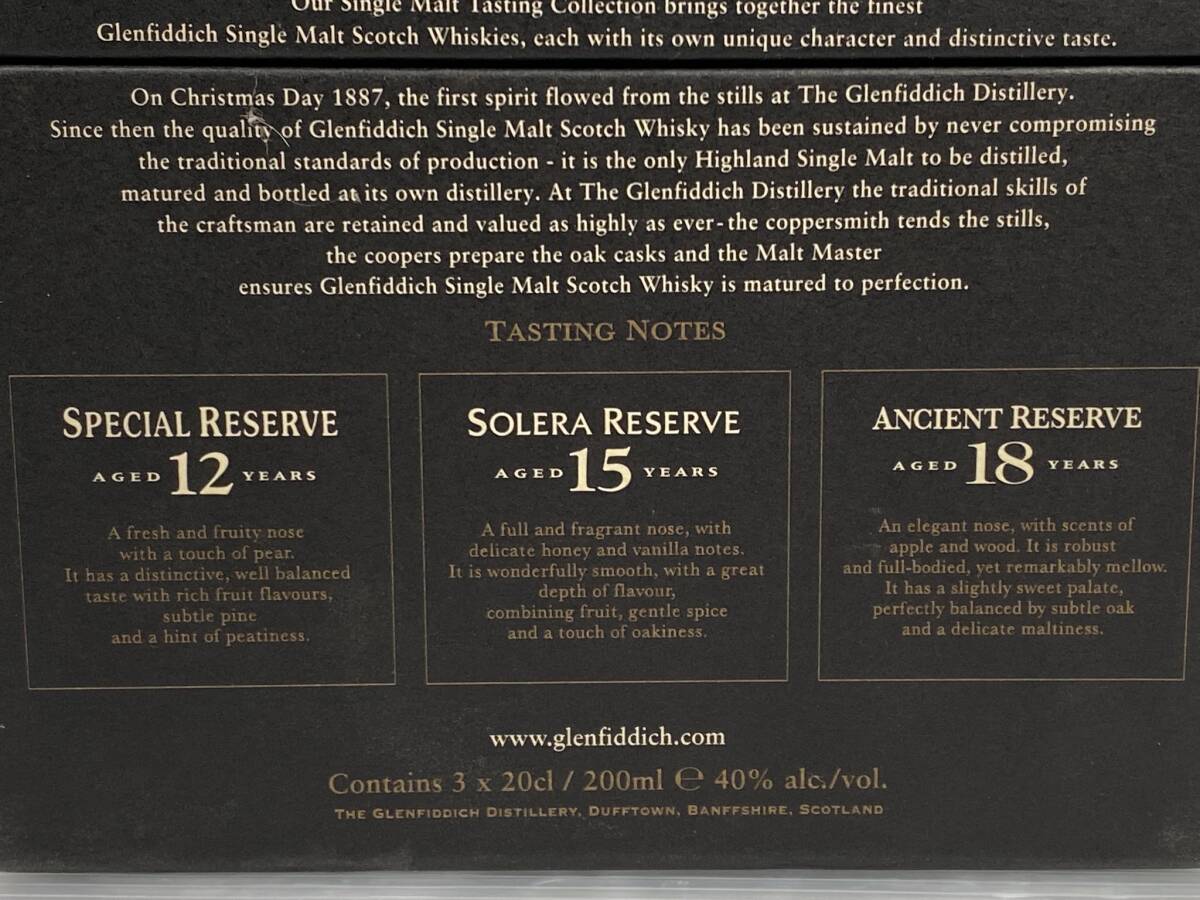 Our Single Malt Tasting Collection brings together the finest
Glenfiddich Single Malt Scotch Whiskies, each with its own unique character and distinctive taste.
On Christmas Day 1887, the first spirit flowed from the stills at The Glenfiddich Distillery.
Since then the quality of Glenfiddich Single Malt Scotch Whisky has been sustained by never compromising
the traditional standards of production - it is the only Highland Single Malt to be distilled,
matured and bottled at its own distillery. At The Glenfiddich Distillery the traditional skills of
the craftsman are retained and valued as highly as ever-the coppersmith tends the stills,
the coopers prepare the oak casks and the Malt Master
ensures Glenfiddich Single Malt Scotch Whisky is matured to perfection.
TASTING NOTES
SPECIAL RESERVE
AGED 12 YEARS
A fresh and fruity nose
with a touch of pear.
It has a distinctive, well balanced
taste with rich fruit flavours,
subtle pine
and a hint of peatiness.
SOLERA RESERVE
AGED 15 YEARS
A full and fragrant nose, with
delicate honey and vanilla notes.
It is wonderfully smooth, with a great
depth of flavour,
combining fruit, gentle spice
and a touch of oakiness.
ANCIENT RESERVE
AGED 18 YEARS
An elegant nose, with scents of
apple and wood. It is robust
and full-bodied, yet remarkably mellow.
It has a slightly sweet palate,
perfectly balanced by subtle oak
and a delicate maltiness.
www.glenfiddich.com
Contains 3 x 20cl / 200ml ℮ 40% alc./vol.
THE GLENFIDDICH DISTILLERY, DUFFTOWN, BANFFSHIRE, SCOTLAND